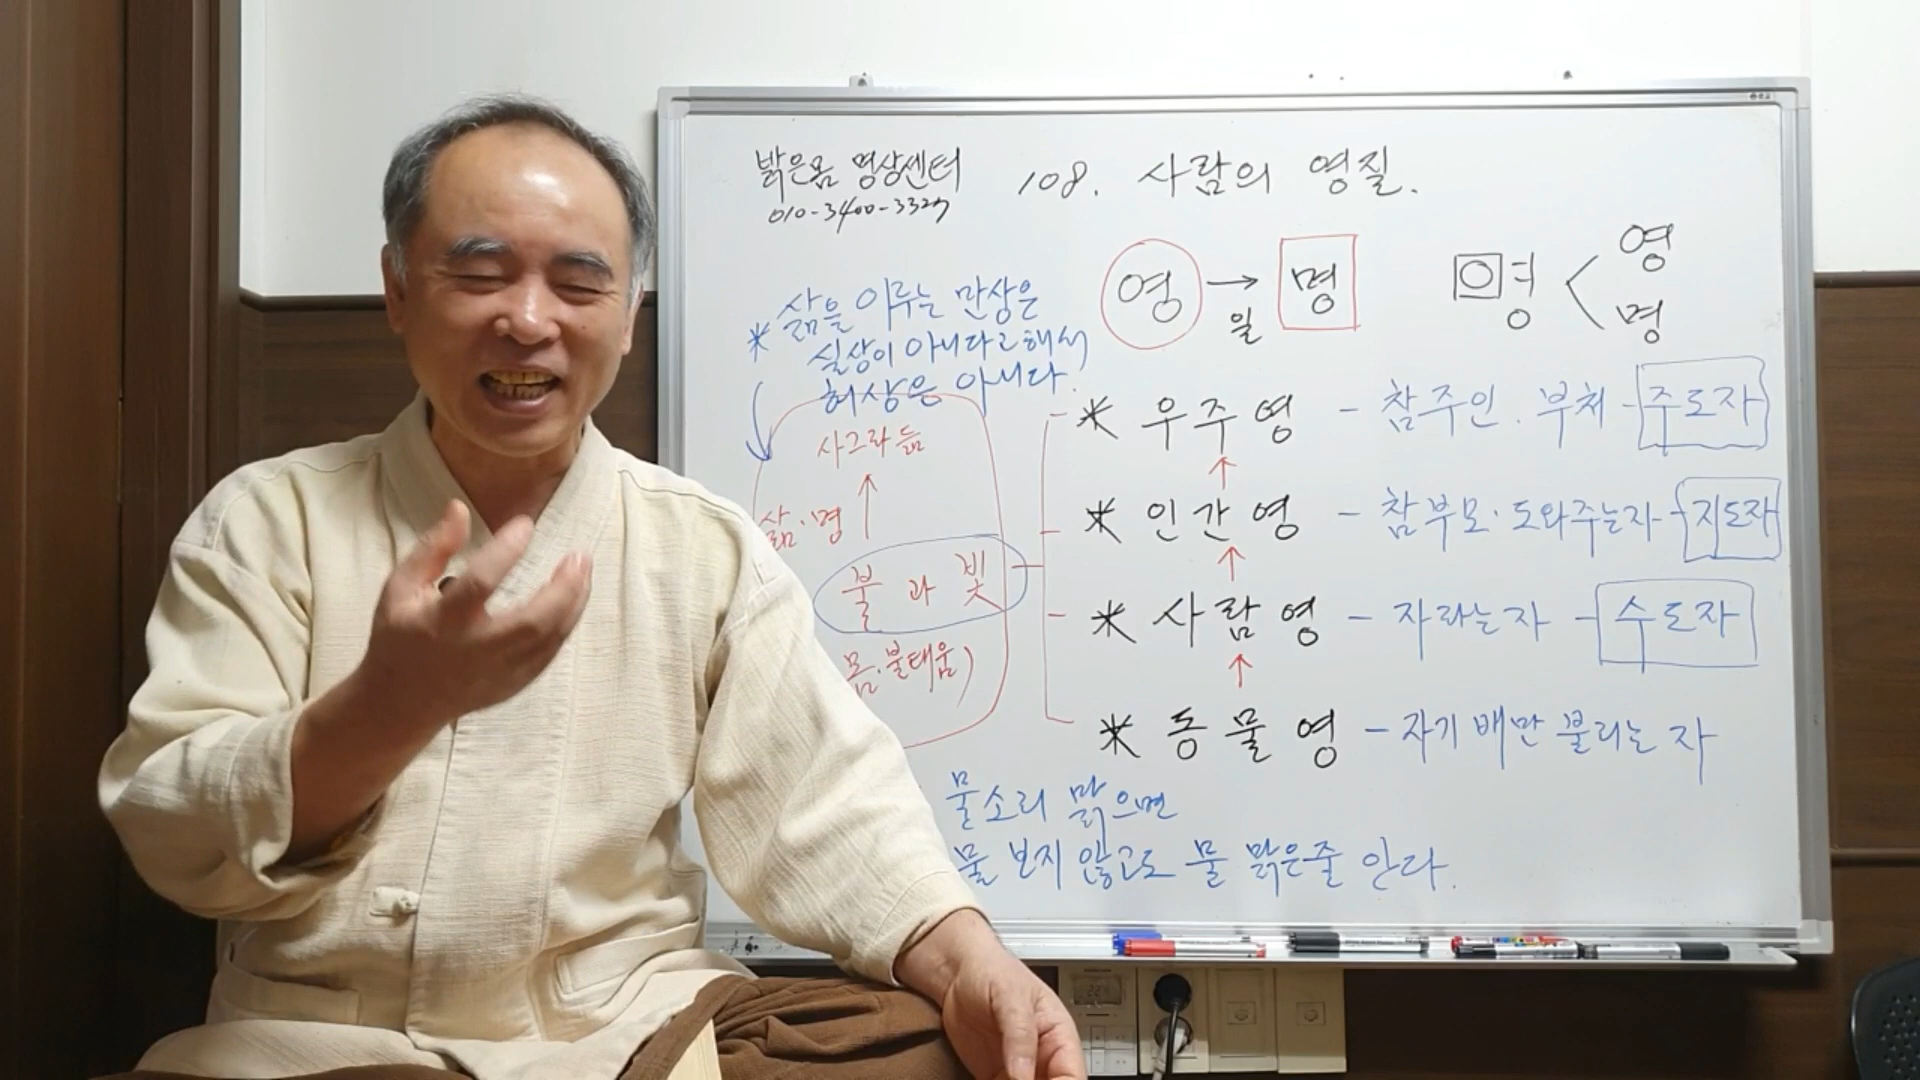 밝은몸 명상센터
010-3400-3327
108. 사람의 영질.
영 → 명
일
명 < 영
명
* 삶을 이루는 만상은
실상이 아니다고해서
허상은 아니다.
사그라듦
삶·명
불 과 빛
몸·불태움)
* 우주영 - 참주인. 부처 - 주도자
* 인간영 - 참부모· 도와주는자 - 지도자
* 사람영 - 자라는자 - 수도자
* 동물영 - 자기 배만 불리는 자
물소리 맑으면
물 보지 않고도 물 맑은줄 안다.